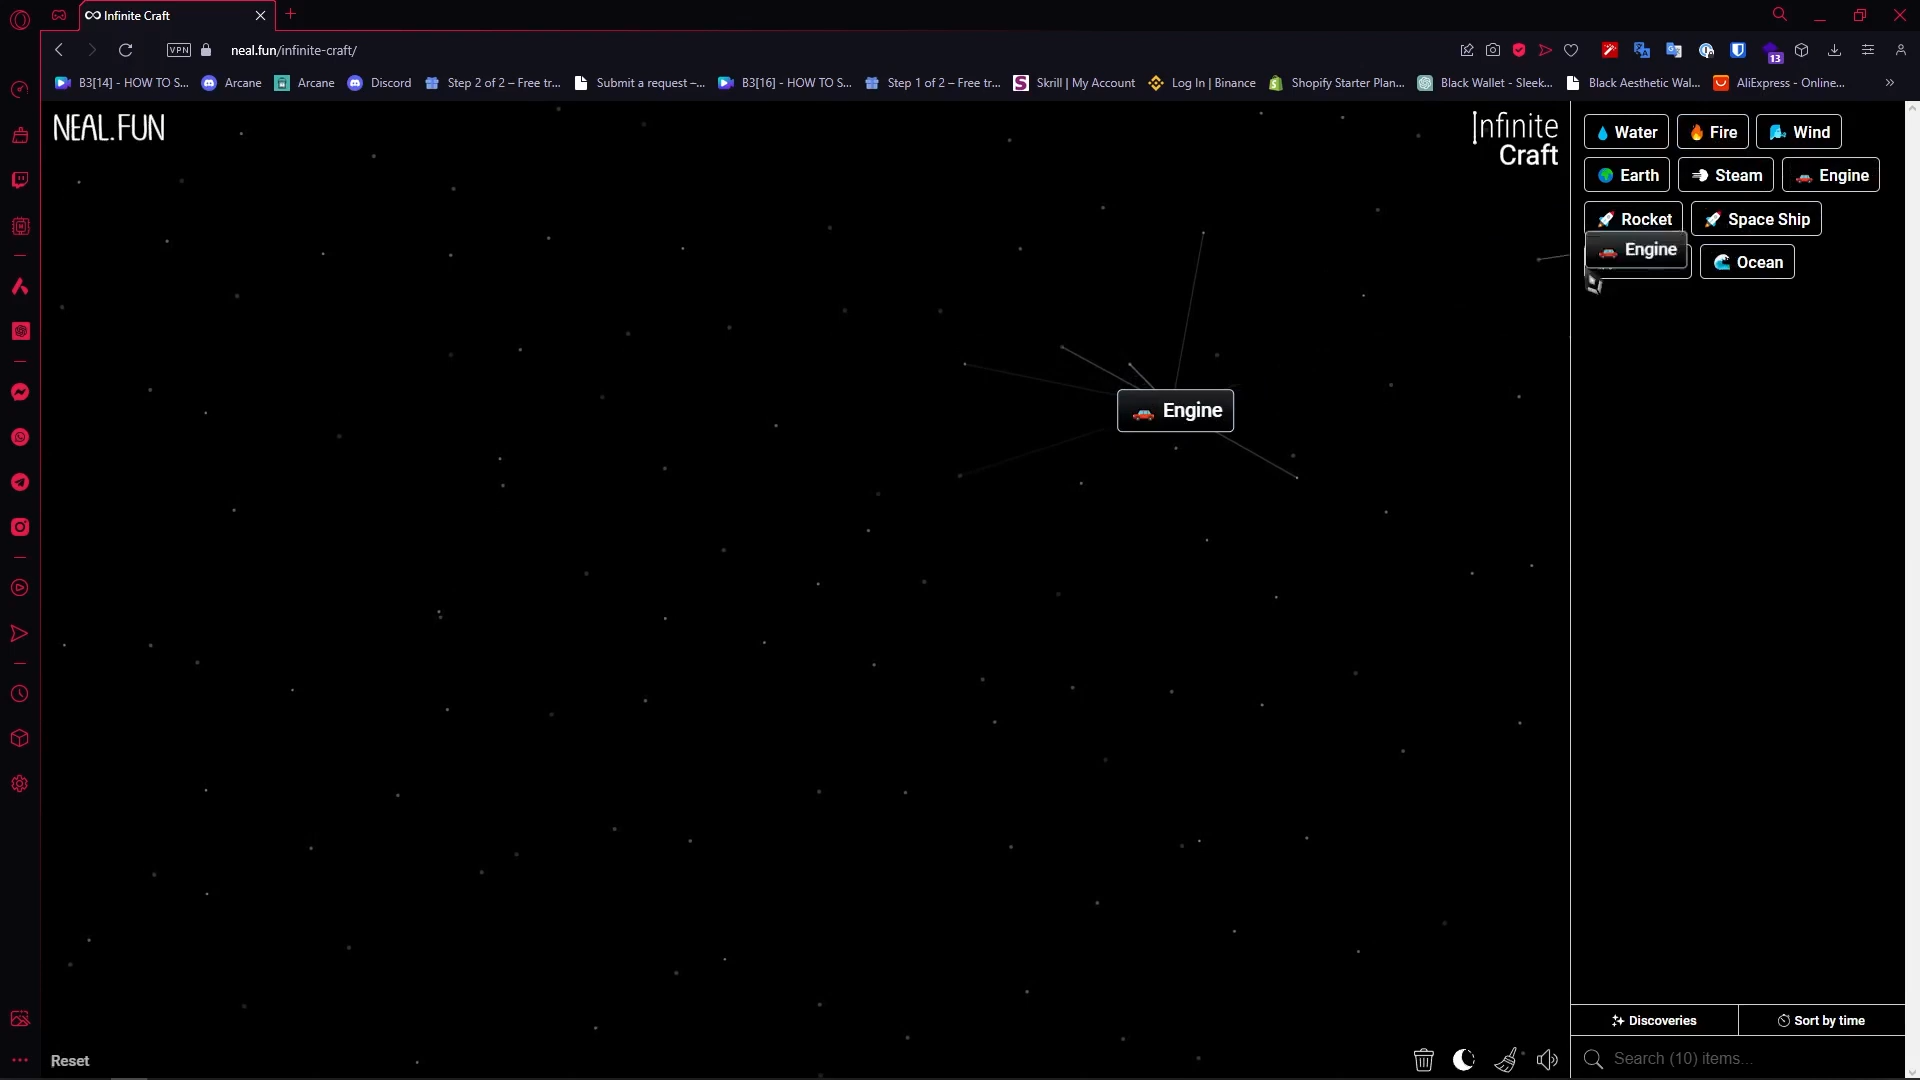 Infinite Craft
VPN
neal.fun/infinite-craft/
13
B3[14] - HOW TO S... Arcane Arcane Discord Step 2 of 2 – Free tr... Submit a request –... B3[16] - HOW TO S... Step 1 of 2 – Free tr... Skrill | My Account Log In | Binance Shopify Starter Plan... Black Wallet - Sleek... Black Aesthetic Wal... AliExpress - Online...
NEAL.FUN
Infinite
Craft
Water Fire Wind
Earth Steam Engine
Rocket Space Ship
Engine
Ocean
Engine
Discoveries Sort by time
Reset
Search (10) items...